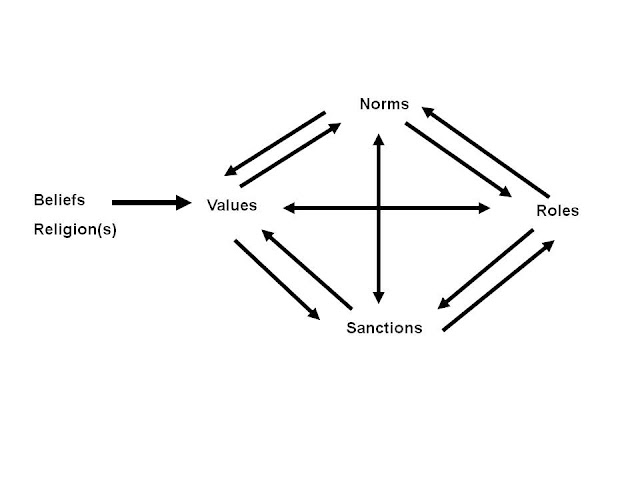 Norms
Beliefs
Values
Roles
Religion(s)
Sanctions